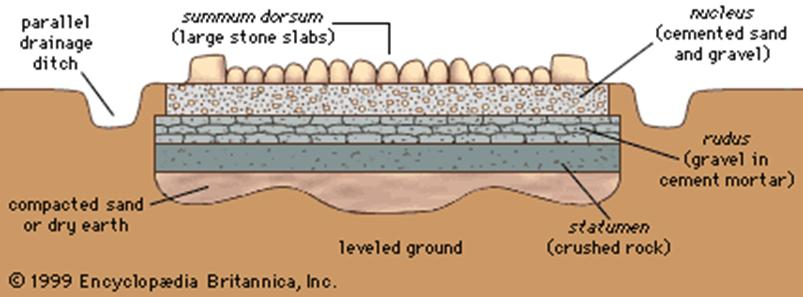 parallel
drainage
ditch
summum dorsum
(large stone slabs)
nucleus
(cemented sand
and gravel)
rudus
(gravel in
cement mortar)
compacted sand
or dry earth
statumen
(crushed rock)
leveled ground
© 1999 Encyclopædia Britannica, Inc.